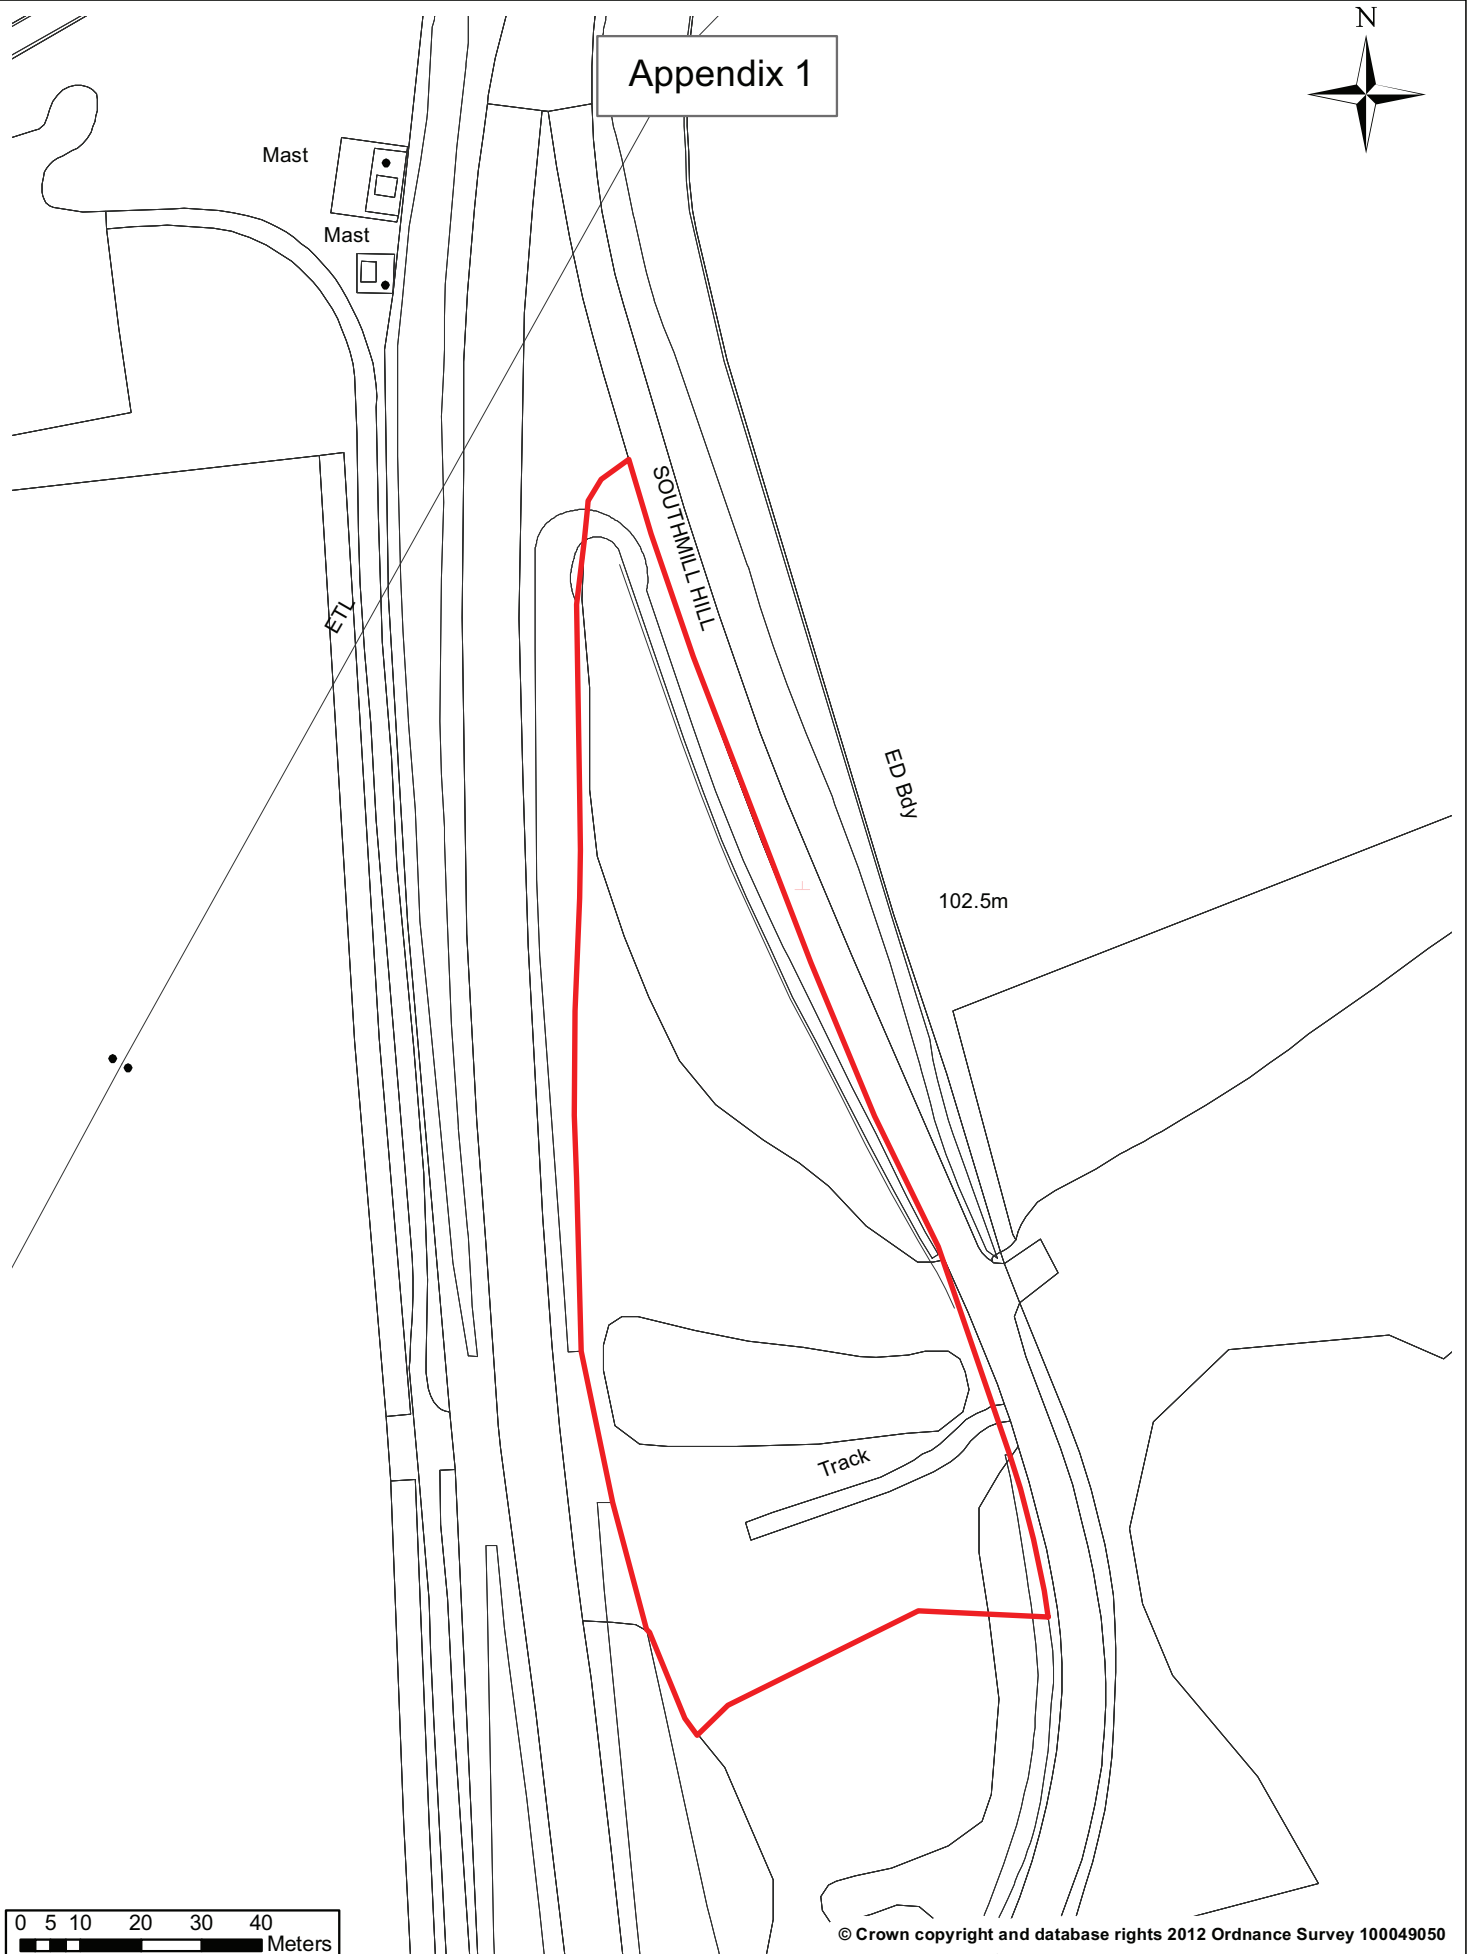 N
Appendix 1
Mast
Mast
SOUTHMILL HILL
ETL
ED Bdy
102.5m
Track
0 5 10 20 30 40
Meters
© Crown copyright and database rights 2012 Ordnance Survey 100049050